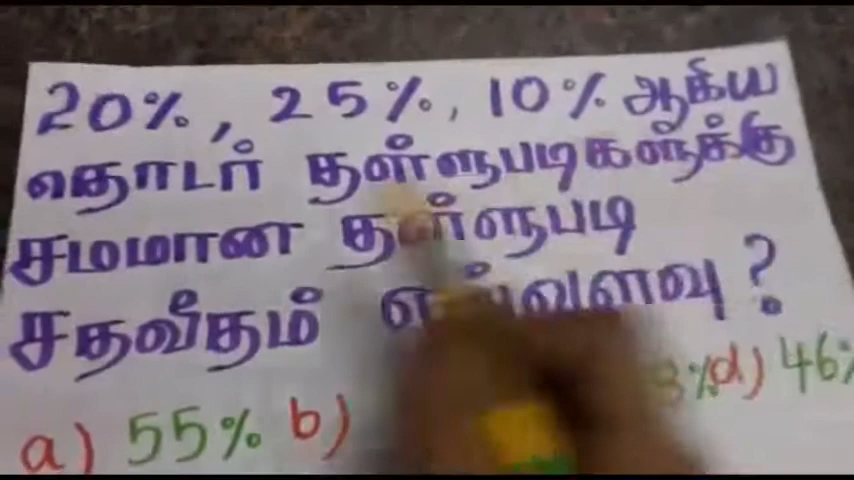 20%, 25%, 10% ஆகிய
தொடர் தள்ளுபடிகளுக்கு
சமமான தள்ளுபடி
சதவீதம் ?
a) 55% b) d) 46%